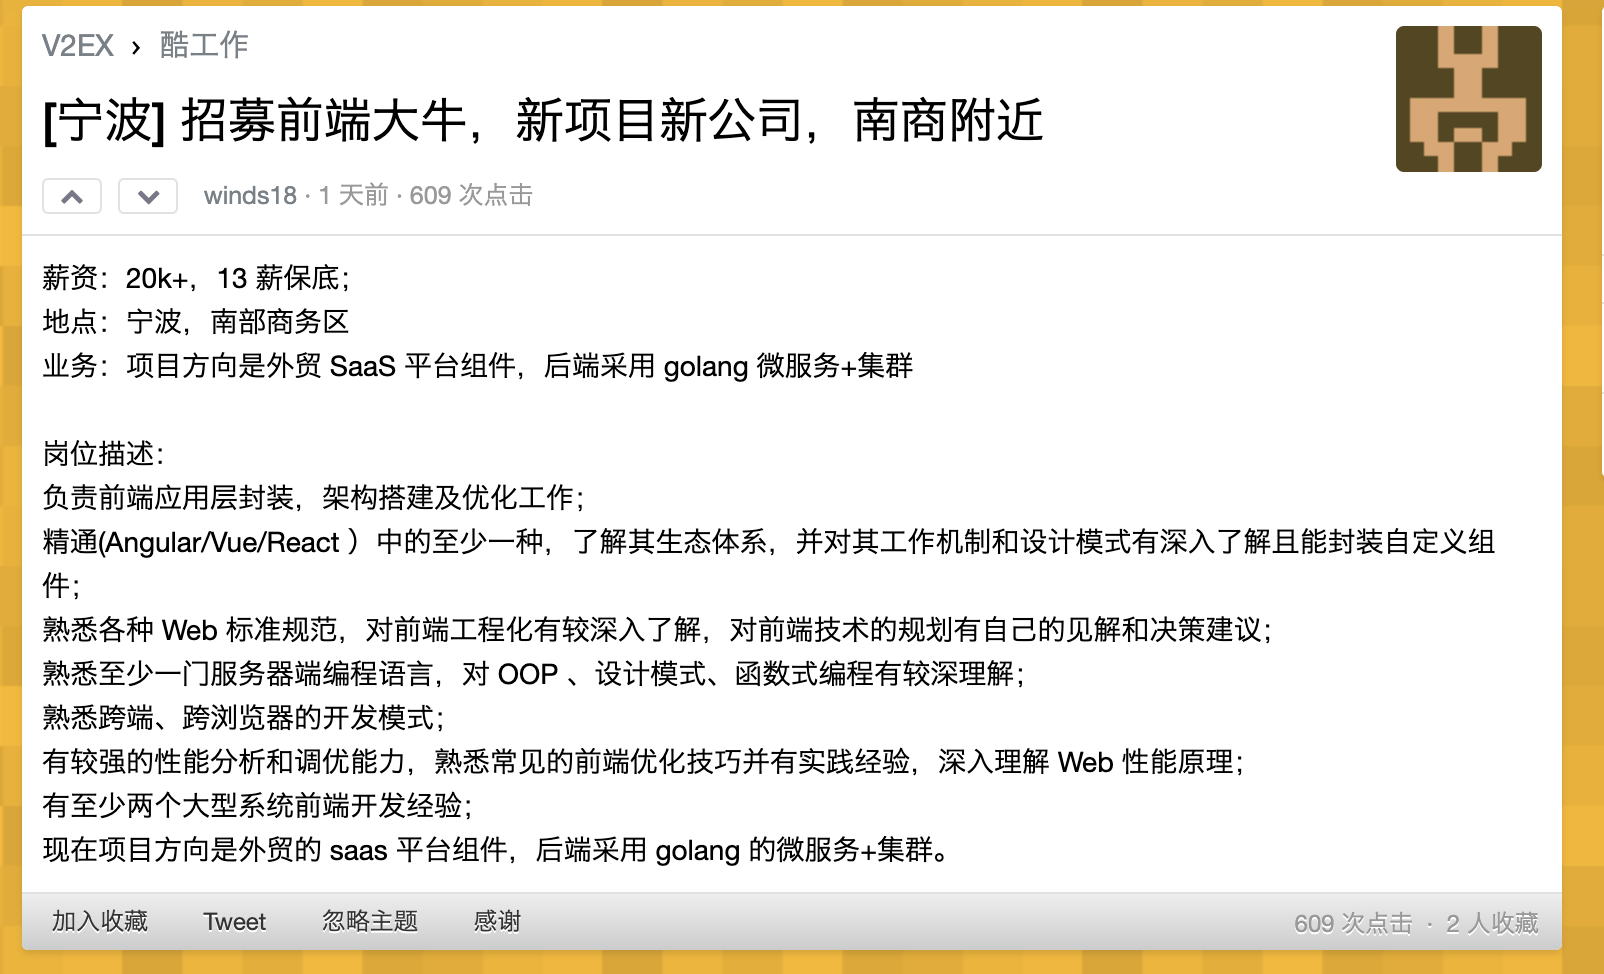 V2EX › 酷工作
[宁波] 招募前端大牛，新项目新公司，南商附近
winds18 · 1 天前 · 609 次点击
薪资：20k+，13 薪保底；
地点：宁波，南部商务区
业务：项目方向是外贸 SaaS 平台组件，后端采用 golang 微服务+集群
岗位描述：
负责前端应用层封装，架构搭建及优化工作；
精通(Angular/Vue/React ）中的至少一种，了解其生态体系，并对其工作机制和设计模式有深入了解且能封装自定义组
件；
熟悉各种 Web 标准规范，对前端工程化有较深入了解，对前端技术的规划有自己的见解和决策建议；
熟悉至少一门服务器端编程语言，对 OOP 、设计模式、函数式编程有较深理解；
熟悉跨端、跨浏览器的开发模式；
有较强的性能分析和调优能力，熟悉常见的前端优化技巧并有实践经验，深入理解 Web 性能原理；
有至少两个大型系统前端开发经验；
现在项目方向是外贸的 saas 平台组件，后端采用 golang 的微服务+集群。
加入收藏 Tweet 忽略主题 感谢 609 次点击 · 2 人收藏